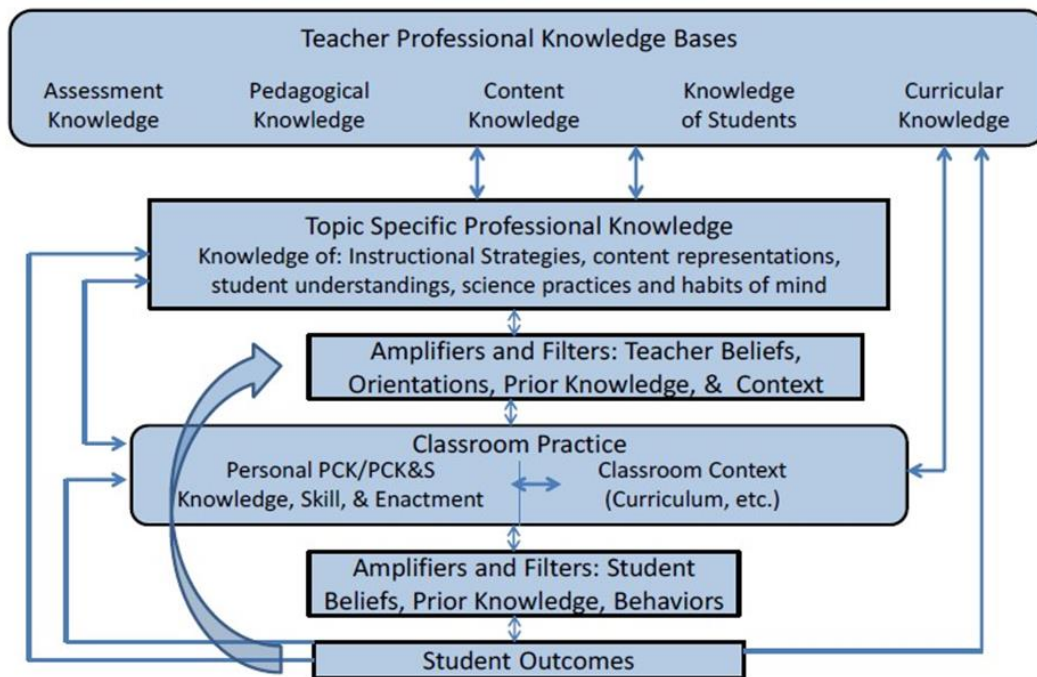 Teacher Professional Knowledge Bases
Assessment Knowledge
Pedagogical Knowledge
Content Knowledge
Knowledge of Students
Curricular Knowledge
Topic Specific Professional Knowledge
Knowledge of: Instructional Strategies, content representations,
student understandings, science practices and habits of mind
Amplifiers and Filters: Teacher Beliefs,
Orientations, Prior Knowledge, & Context
Classroom Practice
Personal PCK/PCK&S
Knowledge, Skill, & Enactment
Classroom Context
(Curriculum, etc.)
Amplifiers and Filters: Student
Beliefs, Prior Knowledge, Behaviors
Student Outcomes